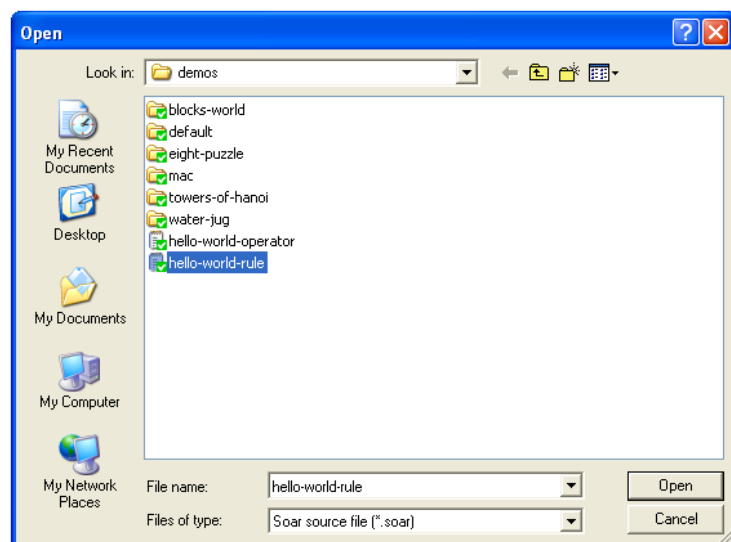 Open
Look in: demos
My Recent
Documents
Desktop
My Documents
My Computer
My Network
Places
blocks-world
default
eight-puzzle
mac
towers-of-hanoi
water-jug
hello-world-operator
hello-world-rule
File name: hello-world-rule Open
Files of type: Soar source file (*.soar) Cancel